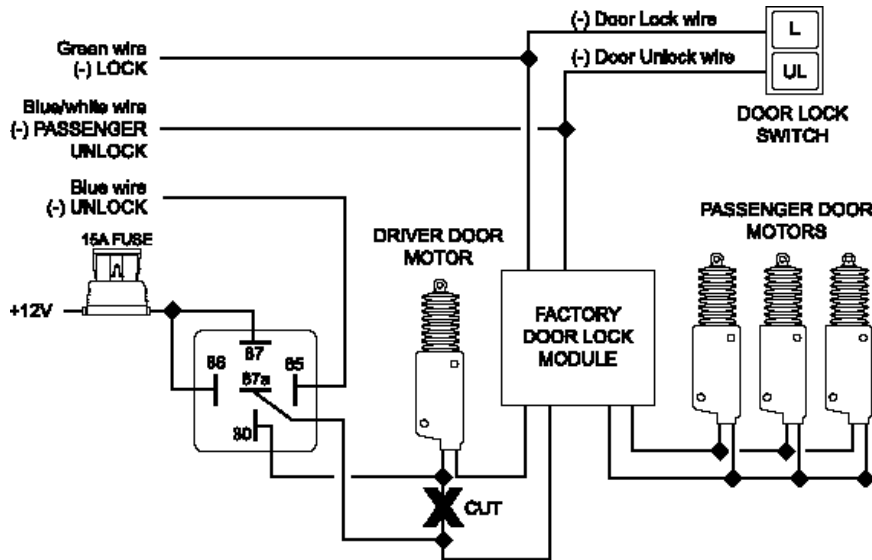 (-) Door Lock wire
L
Green wire
(-) LOCK
(-) Door Unlock wire
UL
Blue/white wire
(-) PASSENGER
UNLOCK
DOOR LOCK
SWITCH
Blue wire
(-) UNLOCK
15A FUSE
DRIVER DOOR
MOTOR
PASSENGER DOOR
MOTORS
+12V
FACTORY
DOOR LOCK
MODULE
87
86
87a
85
30
CUT